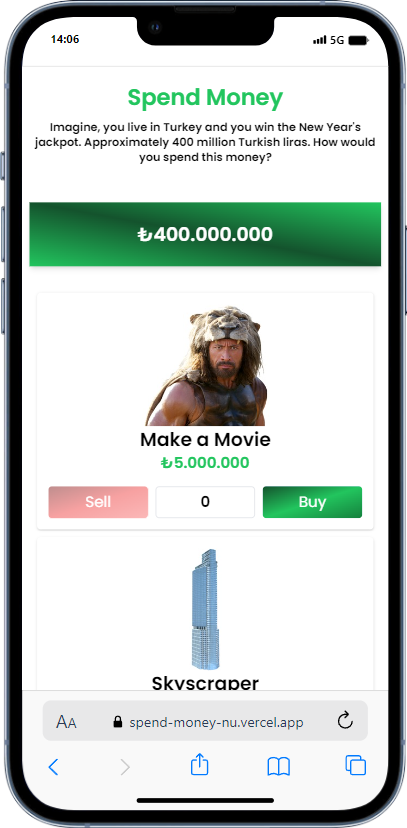 14:06
5G
Spend Money
Imagine, you live in Turkey and you win the New Year's
jackpot. Approximately 400 million Turkish liras. How would
you spend this money?
₺400.000.000
Make a Movie
₺5.000.000
Sell 0 Buy
Skyscraper
AA spend-money-nu.vercel.app